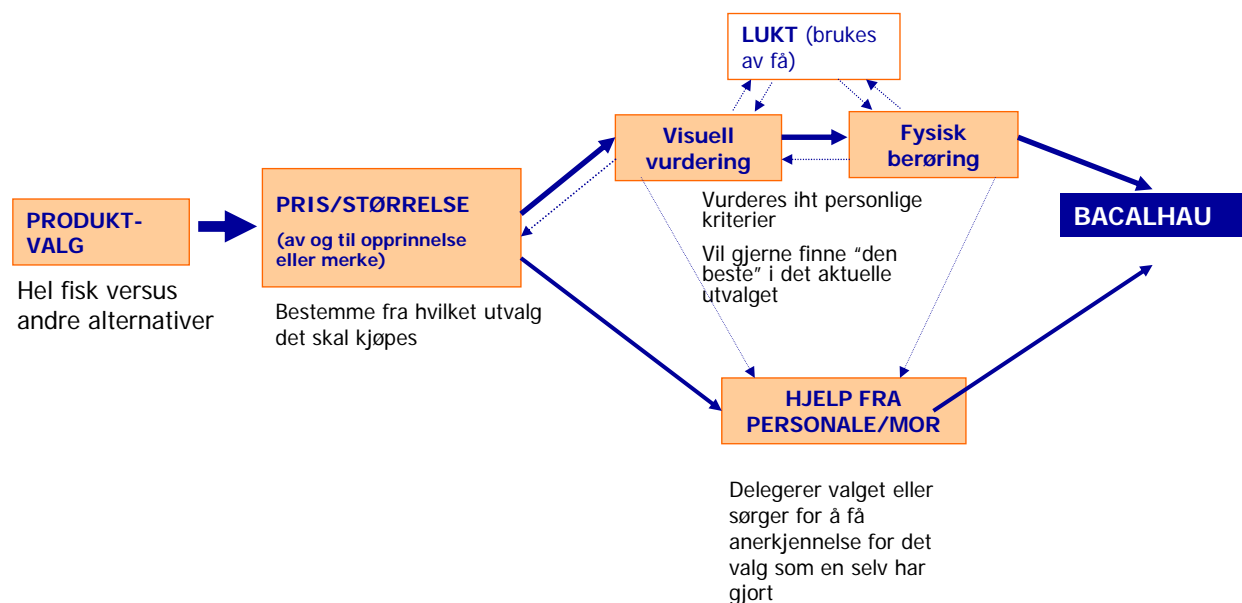 LUKT (brukes
av få)
Visuell
vurdering
Fysisk
berøring
PRODUKT-
VALG
PRIS/STØRRELSE
(av og til opprinnelse
eller merke)
BACALHAU
Hel fisk versus
andre alternativer
Bestemme fra hvilket utvalg
det skal kjøpes
Vurderes iht personlige
kriterier
Vil gjerne finne “den
beste” i det aktuelle
utvalget
HJELP FRA
PERSONALE/MOR
Delegerer valget eller
sørger for å få
anerkjennelse for det
valg som en selv har
gjort